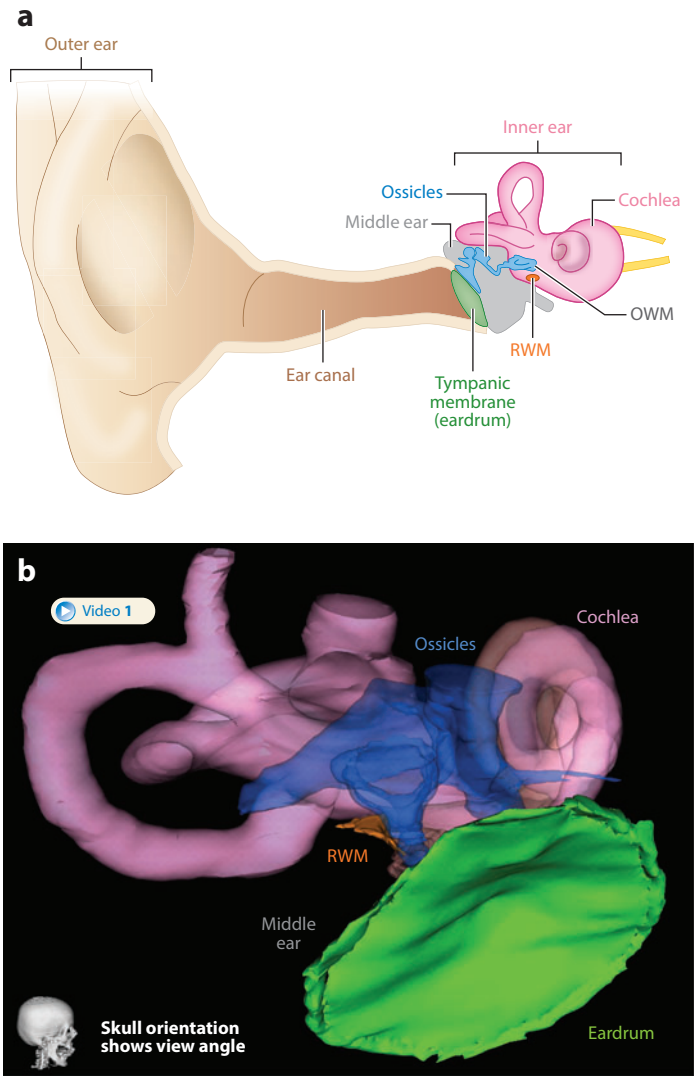 a
Outer ear
Inner ear
Ossicles
Cochlea
Middle ear
OWM
RWM
Ear canal
Tympanic
membrane
(eardrum)
b
Video 1
Cochlea
Ossicles
RWM
Middle
ear
Skull orientation
shows view angle
Eardrum